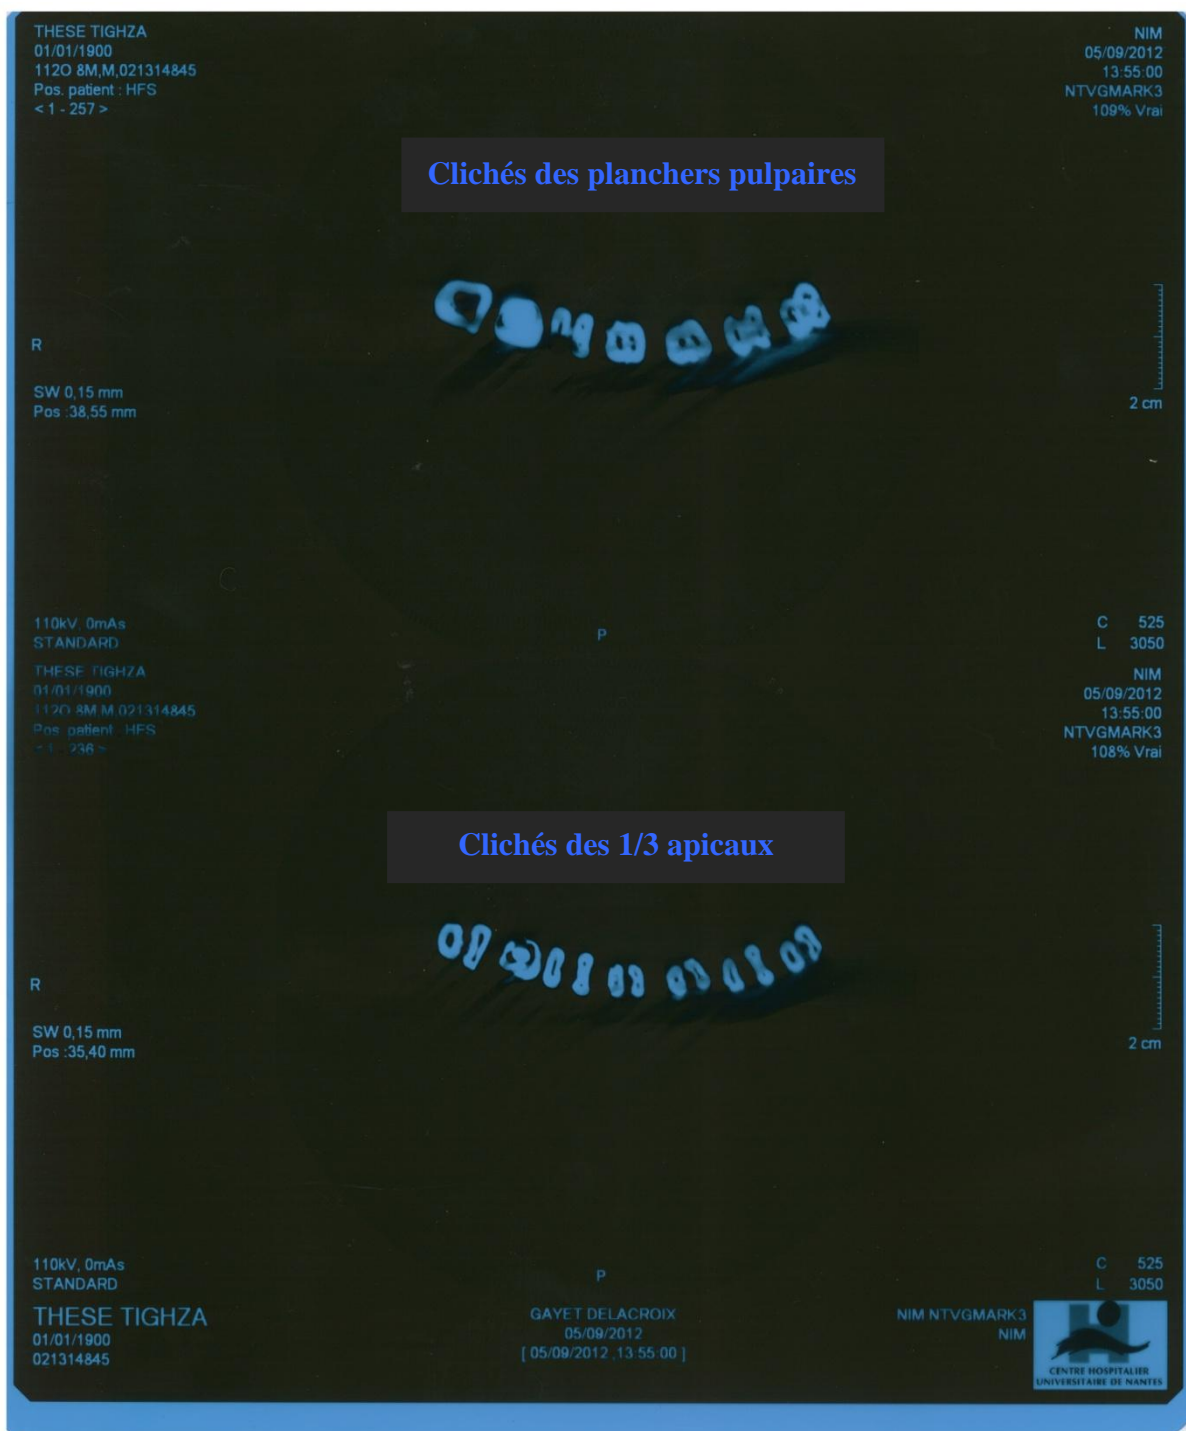 THESE TIGHZA
01/01/1900
112O 8M,M,021314845
Pos. patient : HFS
< 1 - 257 >
NIM
05/09/2012
13:55:00
NTVGMARK3
109% Vrai
Clichés des planchers pulpaires
R
SW 0,15 mm
Pos :38,55 mm
2 cm
110kV, 0mAs
STANDARD
P
C 525
L 3050
THESE TIGHZA
01/01/1900
112O 8M,M,021314845
Pos. patient : HFS
< 1 - 236 >
NIM
05/09/2012
13:55:00
NTVGMARK3
108% Vrai
Clichés des 1/3 apicaux
R
SW 0,15 mm
Pos :35,40 mm
2 cm
110kV, 0mAs
STANDARD
P
C 525
L 3050
THESE TIGHZA
01/01/1900
021314845
GAYET DELACROIX
05/09/2012
[ 05/09/2012 ,13:55:00 ]
NIM NTVGMARK3
NIM
CENTRE HOSPITALIER
UNIVERSITAIRE DE NANTES